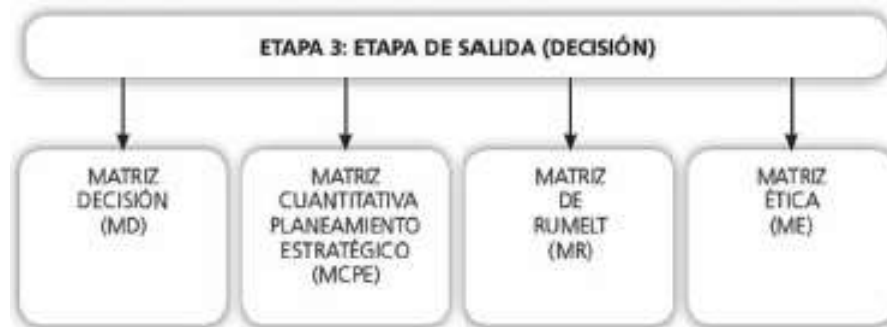 ETAPA 3: ETAPA DE SALIDA (DECISIÓN)
MATRIZ
DECISIÓN
(MD)
MATRIZ
CUANTITATIVA
PLANEAMIENTO
ESTRATÉGICO
(MCPE)
MATRIZ
DE
RUMELT
(MR)
MATRIZ
ÉTICA
(ME)